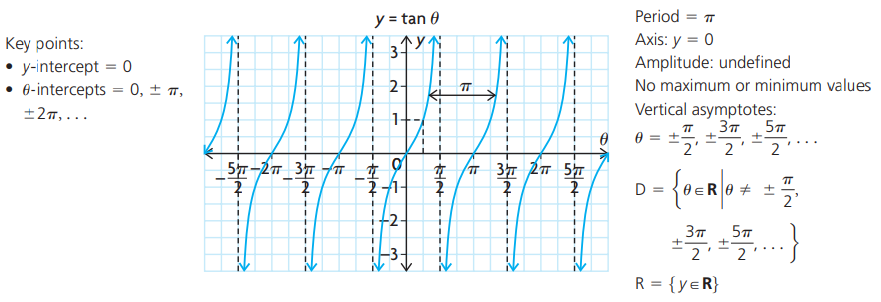 Key points:
• y-intercept = 0
• θ-intercepts = 0, ± π,
±2π, . . .
y = tan θ
y
3
2
1
π
θ
0
-5π/2 -2π -3π/2 -π -π/2 π/2 π 3π/2 2π 5π/2
-1
-2
-3
Period = π
Axis: y = 0
Amplitude: undefined
No maximum or minimum values
Vertical asymptotes:
θ = ±π/2, ±3π/2, ±5π/2, . . .
D = {θ ∈ R | θ ≠ ± π/2,
±3π/2, ±5π/2, . . . }
R = {y ∈ R}